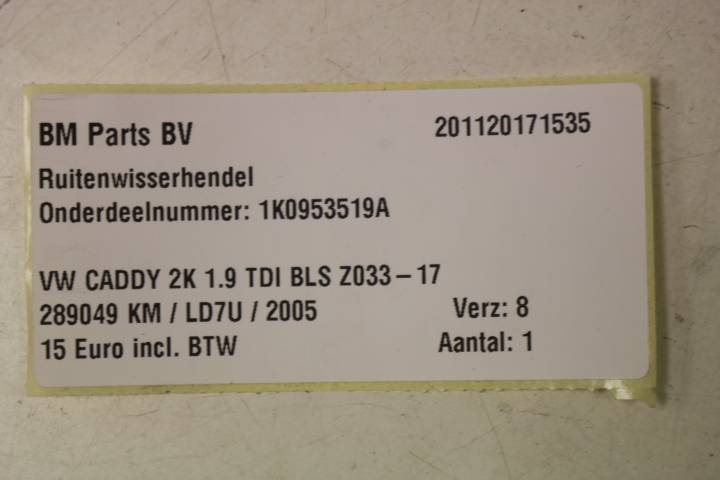 BM Parts BV 201120171535
Ruitenwisserhendel
Onderdeelnummer: 1K0953519A
VW CADDY 2K 1.9 TDI BLS Z033-17
289049 KM / LD7U / 2005 Verz: 8
15 Euro incl. BTW Aantal: 1